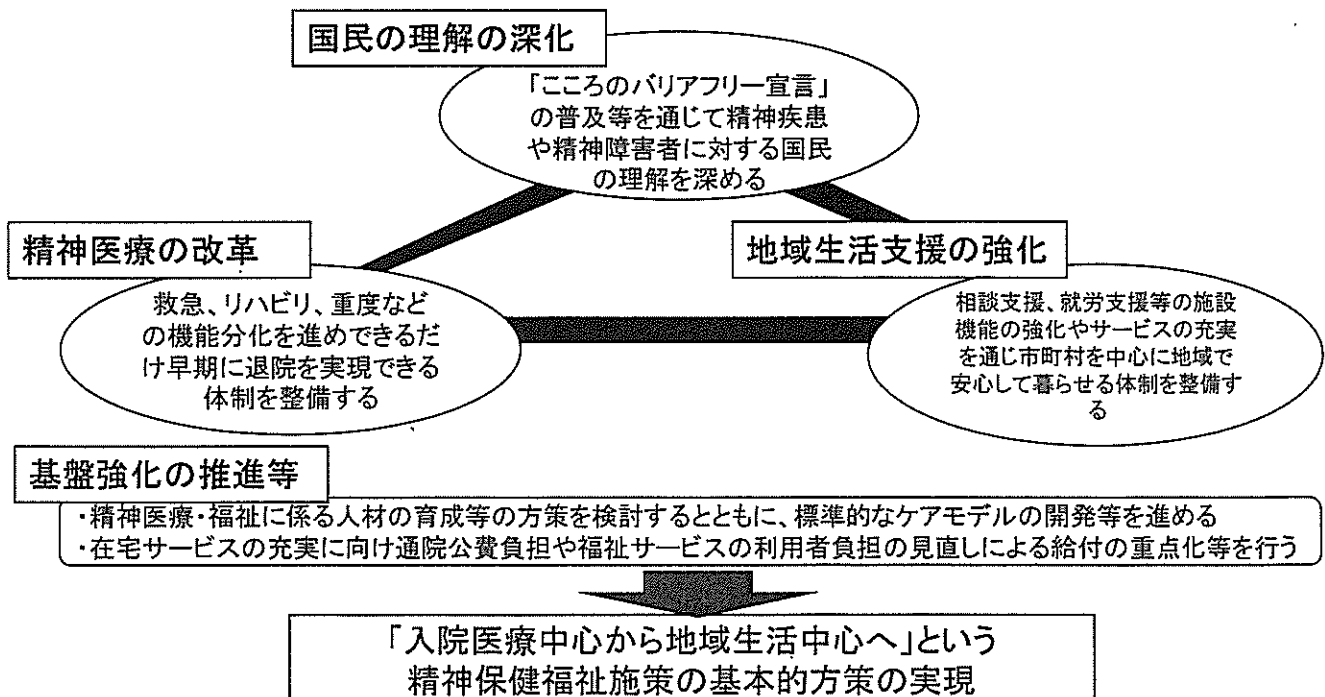 国民の理解の深化
「こころのバリアフリー宣言」
の普及等を通じて精神疾患
や精神障害者に対する国民
の理解を深める
精神医療の改革
救急、リハビリ、重度など
の機能分化を進めできるだ
け早期に退院を実現できる
体制を整備する
地域生活支援の強化
相談支援、就労支援等の施設
機能の強化やサービスの充実
を通じ市町村を中心に地域で
安心して暮らせる体制を整備す
る
基盤強化の推進等
・精神医療・福祉に係る人材の育成等の方策を検討するとともに、標準的なケアモデルの開発等を進める
・在宅サービスの充実に向け通院公費負担や福祉サービスの利用者負担の見直しによる給付の重点化等を行う
「入院医療中心から地域生活中心へ」という
精神保健福祉施策の基本的方策の実現